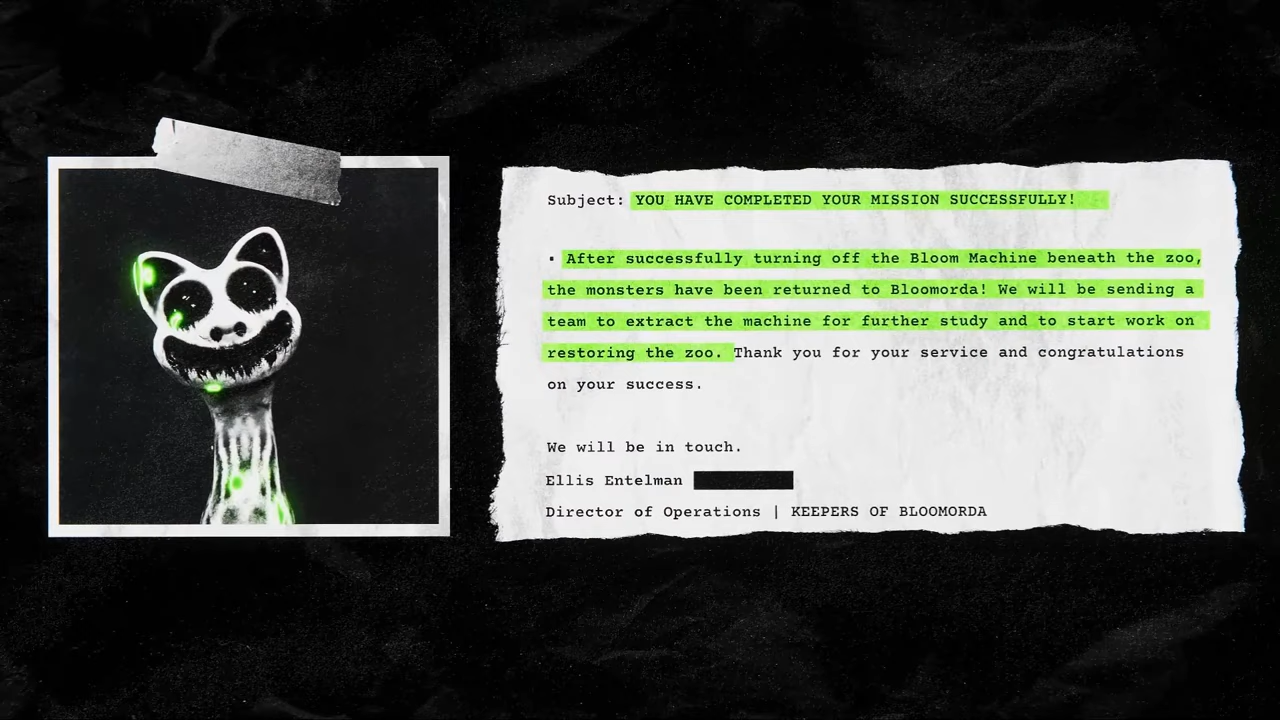 Subject: YOU HAVE COMPLETED YOUR MISSION SUCCESSFULLY!
▪ After successfully turning off the Bloom Machine beneath the zoo,
the monsters have been returned to Bloomorda! We will be sending a
team to extract the machine for further study and to start work on
restoring the zoo. Thank you for your service and congratulations
on your success.
We will be in touch.
Ellis Entelman
Director of Operations | KEEPERS OF BLOOMORDA